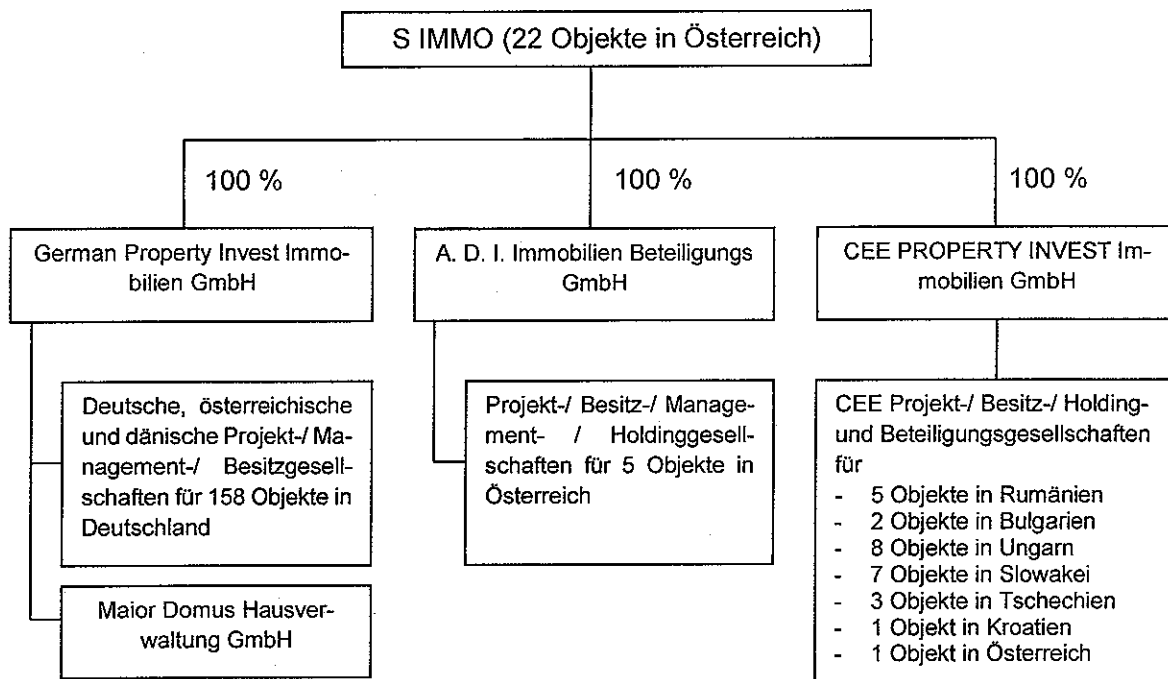 S IMMO (22 Objekte in Österreich)
100 %
100 %
100 %
German Property Invest Immo-
bilien GmbH
A. D. I. Immobilien Beteiligungs
GmbH
CEE PROPERTY INVEST Im-
mobilien GmbH
Deutsche, österreichische
und dänische Projekt-/ Ma-
nagement-/ Besitzgesell-
schaften für 158 Objekte in
Deutschland
Maior Domus Hausver-
waltung GmbH
Projekt-/ Besitz-/ Manage-
ment- / Holdinggesell-
schaften für 5 Objekte in
Österreich
CEE Projekt-/ Besitz-/ Holding-
und Beteiligungsgesellschaften
für
- 5 Objekte in Rumänien
- 2 Objekte in Bulgarien
- 8 Objekte in Ungarn
- 7 Objekte in Slowakei
- 3 Objekte in Tschechien
- 1 Objekt in Kroatien
- 1 Objekt in Österreich